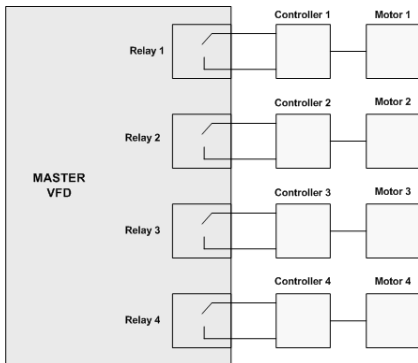 Controller 1
Motor 1
Relay 1
Controller 2
Motor 2
Relay 2
MASTER
VFD
Controller 3
Motor 3
Relay 3
Controller 4
Motor 4
Relay 4